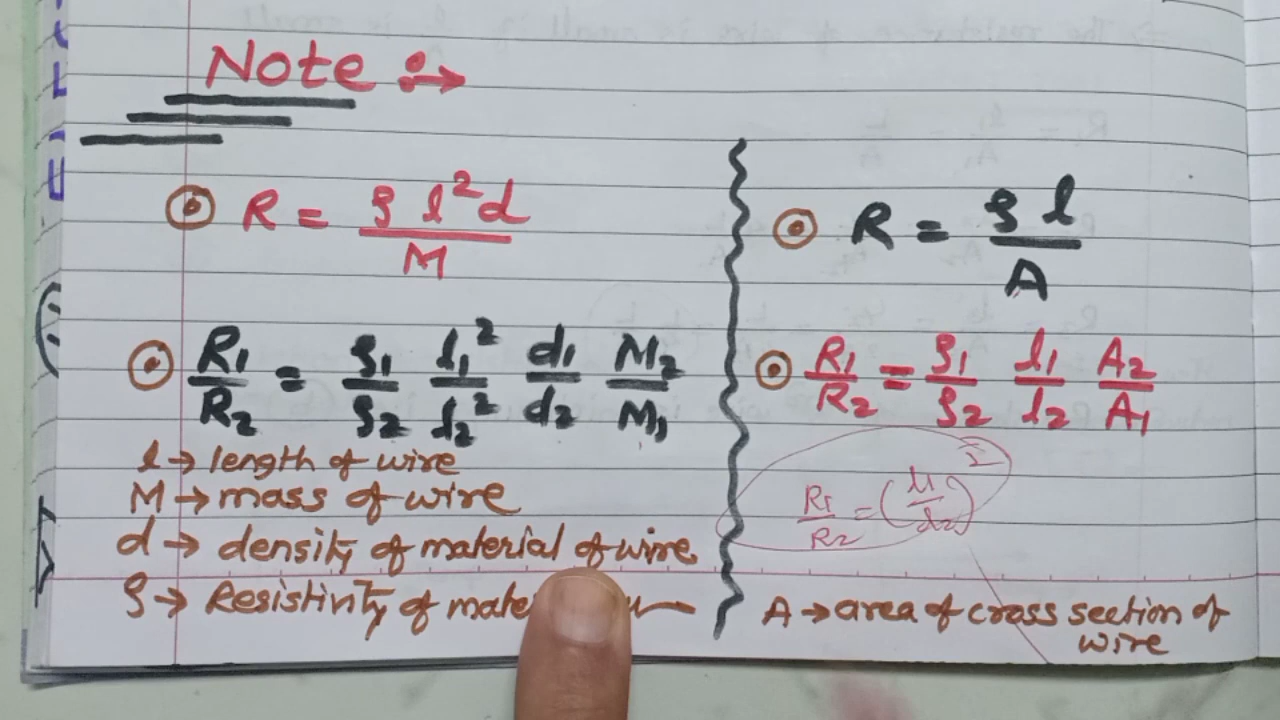 Note :→
R = ρ l²d / M
R₁/R₂ = ρ₁/ρ₂ l₁²/l₂² d₁/d₂ M₂/M₁
l → length of wire
M → mass of wire
d → density of material of wire
ρ → Resistivity of
R = ρ l / A
R₁/R₂ = ρ₁/ρ₂ l₁/l₂ A₂/A₁
R₁/R₂ = (l₁/l₂)²
A → area of cross section of
wire